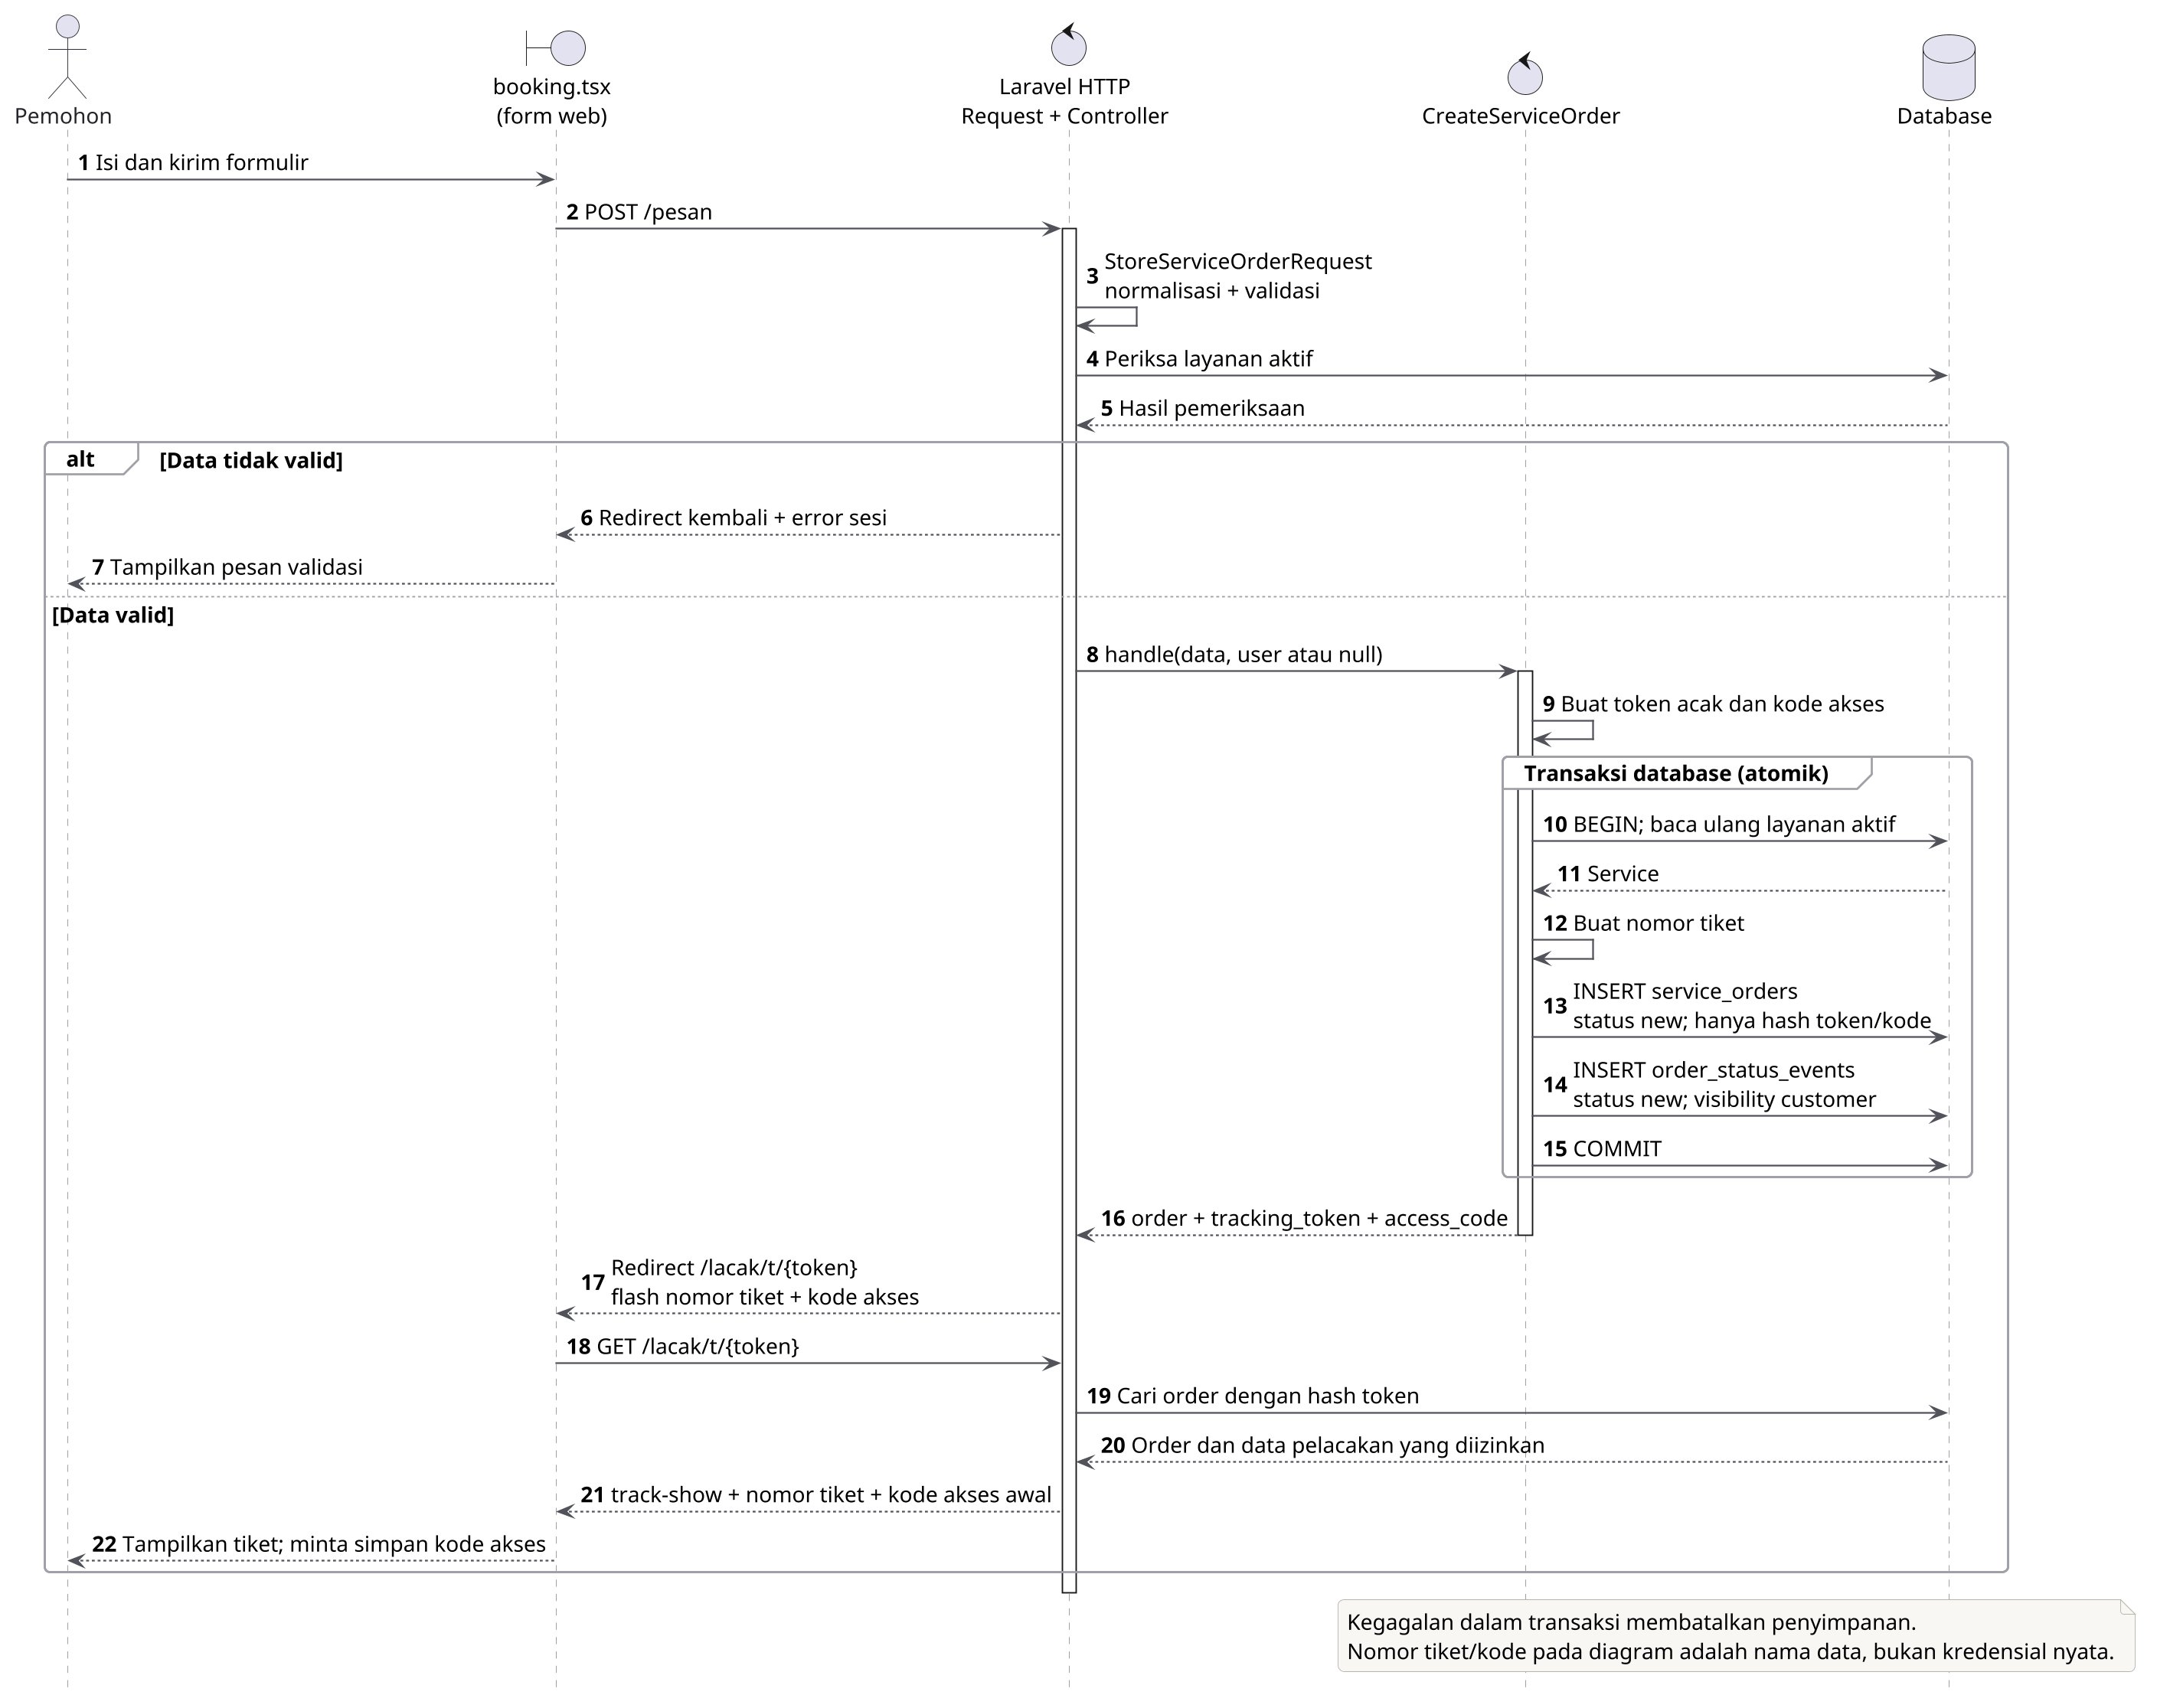 Pemohon
booking.tsx
(form web)
Laravel HTTP
Request + Controller
CreateServiceOrder
Database
1 Isi dan kirim formulir
2 POST /pesan
3 StoreServiceOrderRequest
normalisasi + validasi
4 Periksa layanan aktif
5 Hasil pemeriksaan
alt [Data tidak valid]
6 Redirect kembali + error sesi
7 Tampilkan pesan validasi
[Data valid]
8 handle(data, user atau null)
9 Buat token acak dan kode akses
Transaksi database (atomik)
10 BEGIN; baca ulang layanan aktif
11 Service
12 Buat nomor tiket
13 INSERT service_orders
status new; hanya hash token/kode
14 INSERT order_status_events
status new; visibility customer
15 COMMIT
16 order + tracking_token + access_code
17 Redirect /lacak/t/{token}
flash nomor tiket + kode akses
18 GET /lacak/t/{token}
19 Cari order dengan hash token
20 Order dan data pelacakan yang diizinkan
21 track-show + nomor tiket + kode akses awal
22 Tampilkan tiket; minta simpan kode akses
Kegagalan dalam transaksi membatalkan penyimpanan.
Nomor tiket/kode pada diagram adalah nama data, bukan kredensial nyata.